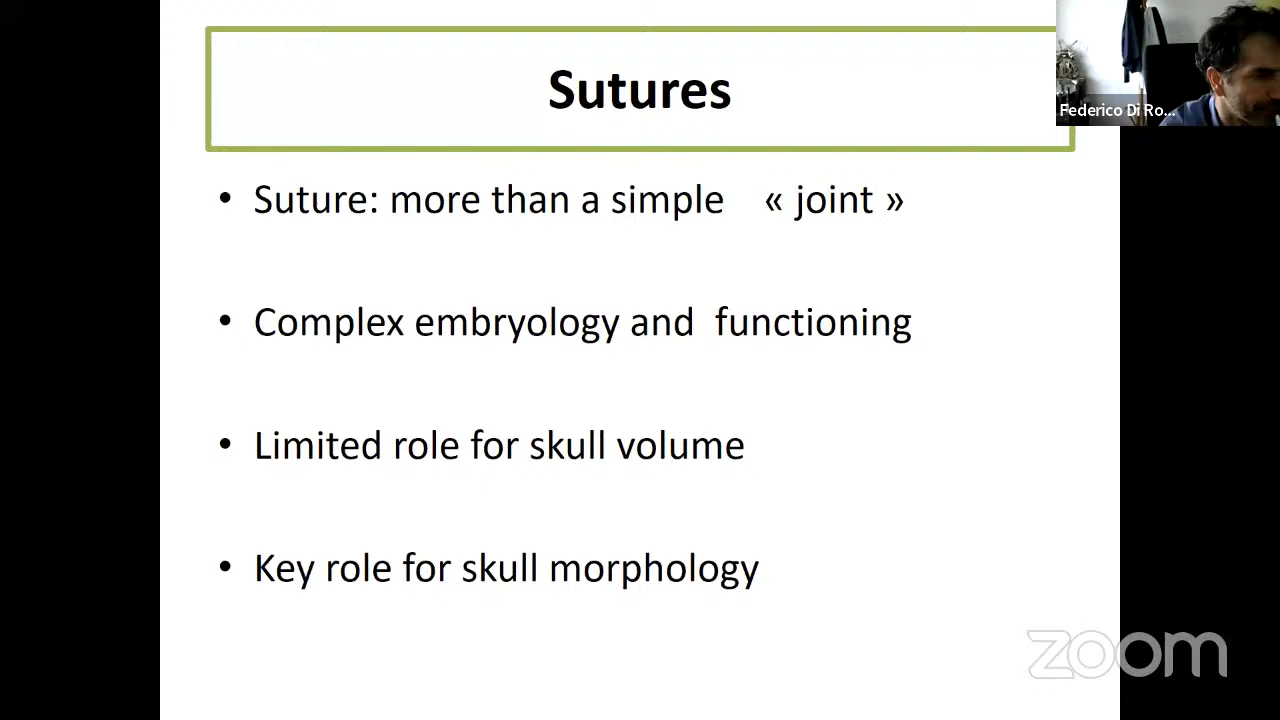 Sutures
Federico Di Ro...
• Suture: more than a simple « joint »
• Complex embryology and functioning
• Limited role for skull volume
• Key role for skull morphology
zoom